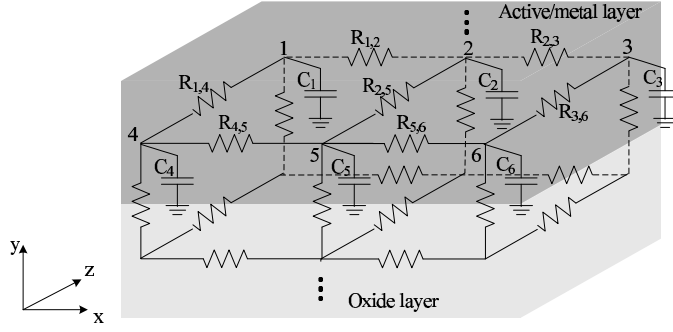 Active/metal layer
1
R1,2
2
R2,3
3
R1,4
C1
R2,5
C2
R3,6
C3
4
R4,5
5
R5,6
6
C4
C5
C6
y
z
x
Oxide layer